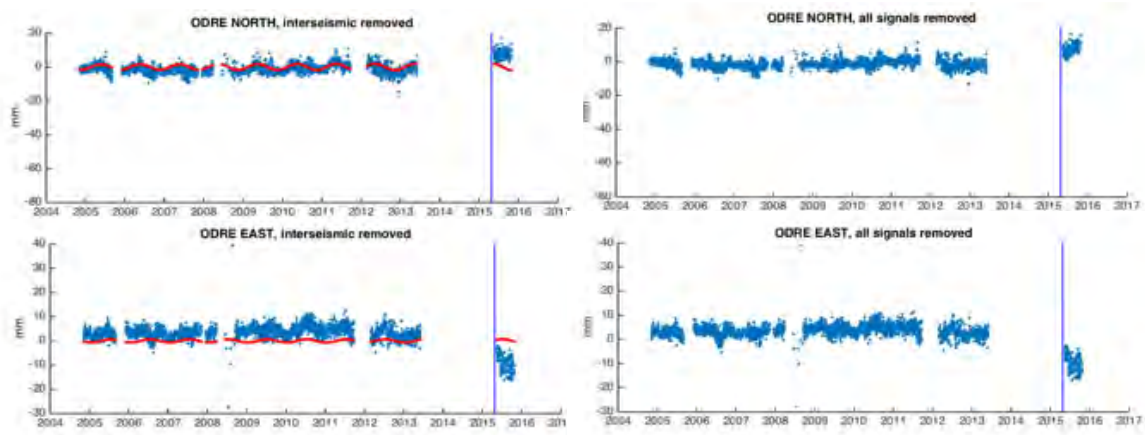 ODRE NORTH, interseismic removed
20
0
-20
-40
-60
-80
mm
2004 2005 2006 2007 2008 2009 2010 2011 2012 2013 2014 2015 2016 2017
ODRE NORTH, all signals removed
20
0
-20
-40
-60
-80
mm
2004 2005 2006 2007 2008 2009 2010 2011 2012 2013 2014 2015 2016 2017
ODRE EAST, interseismic removed
40
30
20
10
0
-10
-20
-30
mm
2004 2005 2006 2007 2008 2009 2010 2011 2012 2013 2014 2015 2016 201
ODRE EAST, all signals removed
40
30
20
10
0
-10
-20
-30
mm
2004 2005 2006 2007 2008 2009 2010 2011 2012 2013 2014 2015 2016 2017